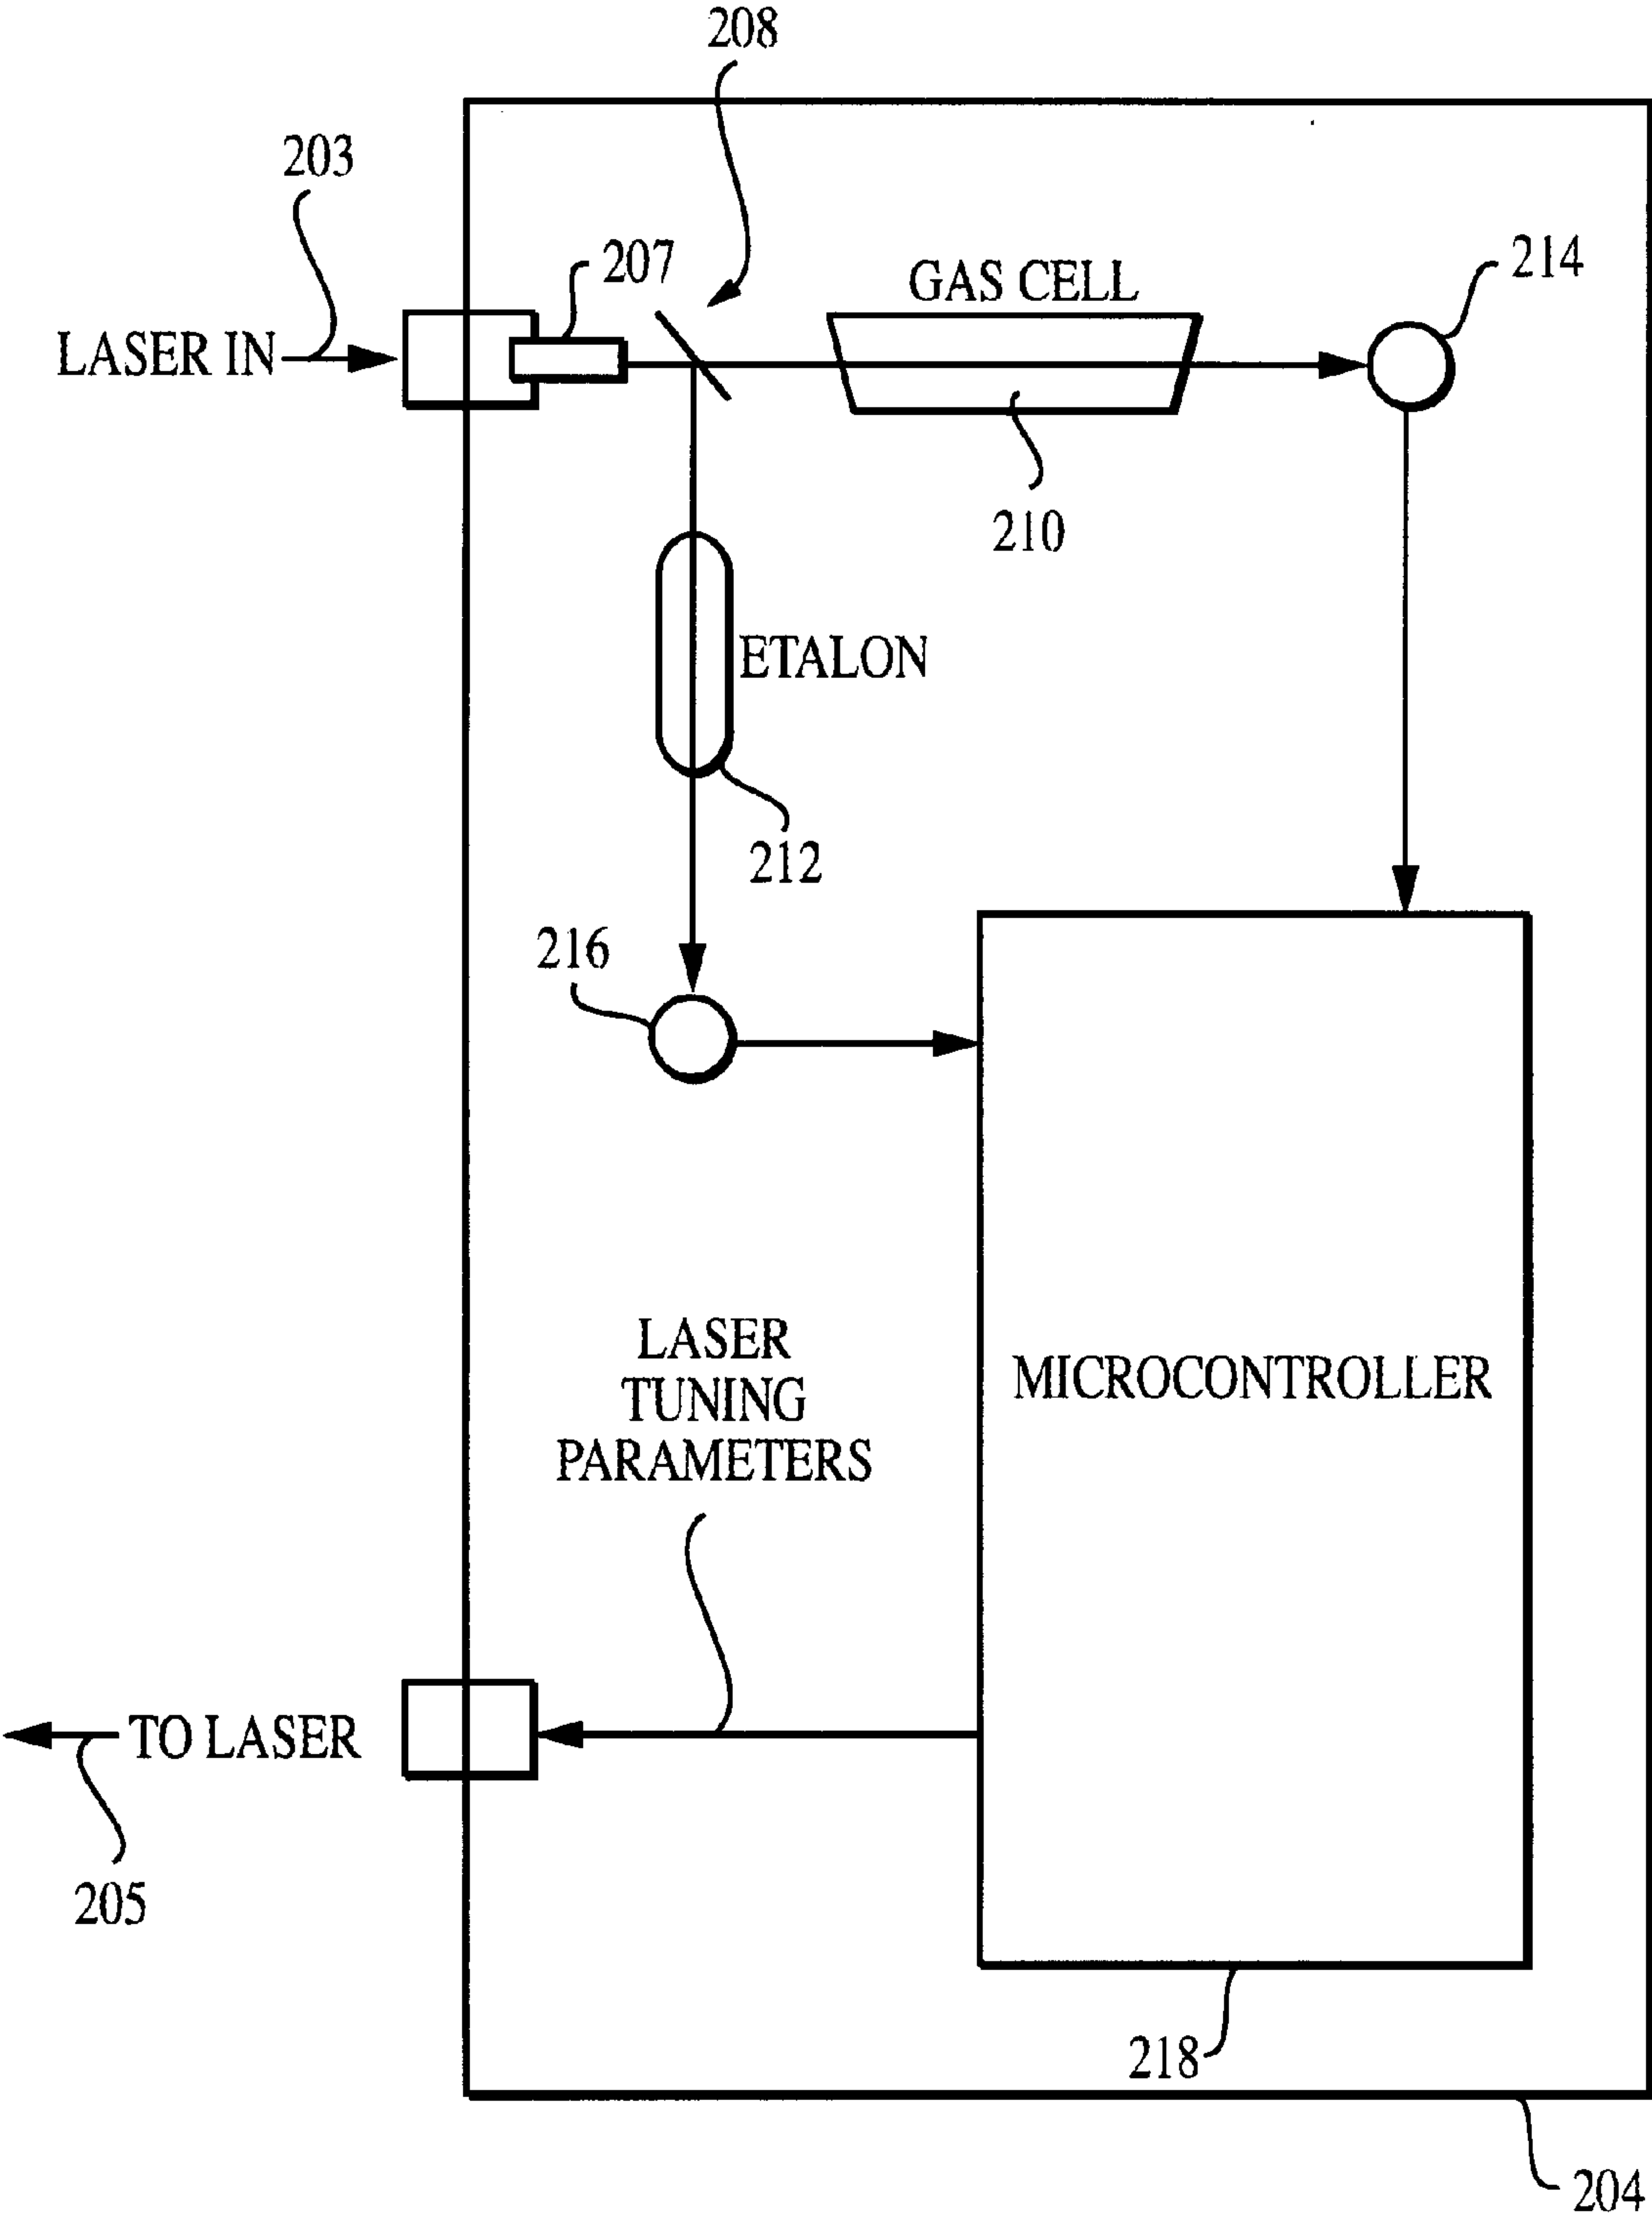 208
203
207
GAS CELL
214
LASER IN
210
ETALON
212
216
LASER
TUNING
PARAMETERS
MICROCONTROLLER
TO LASER
205
218
204